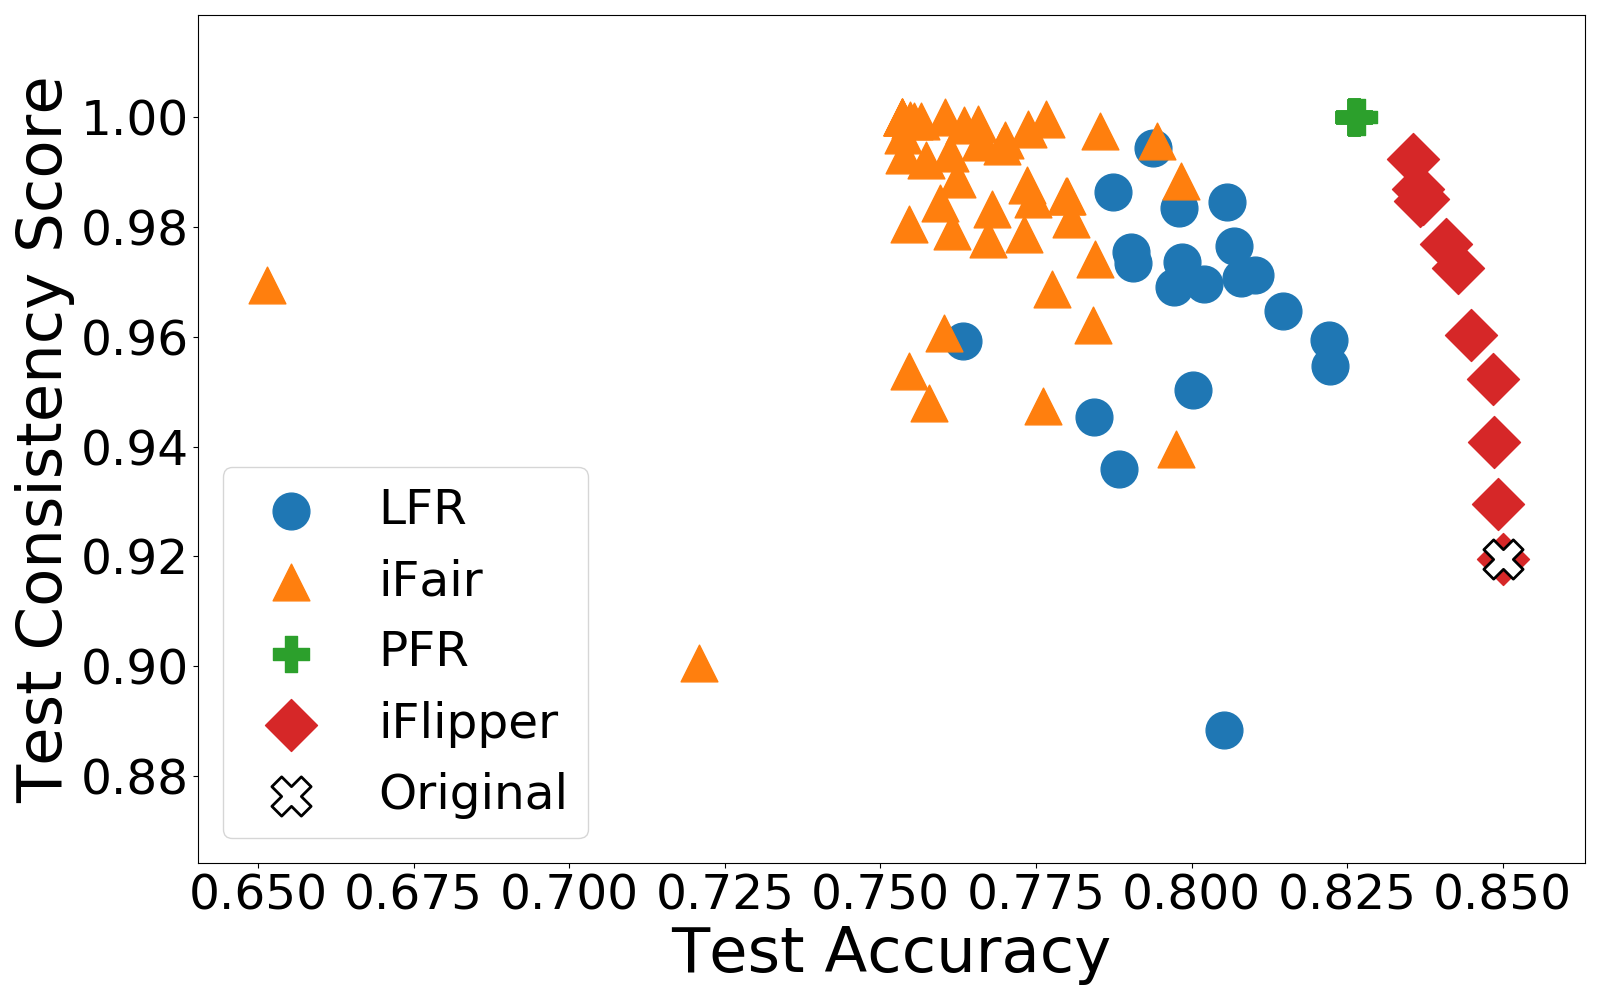 Test Consistency Score
1.00
0.98
0.96
0.94
0.92
0.90
0.88
LFR
iFair
PFR
iFlipper
Original
0.650 0.675 0.700 0.725 0.750 0.775 0.800 0.825 0.850
Test Accuracy